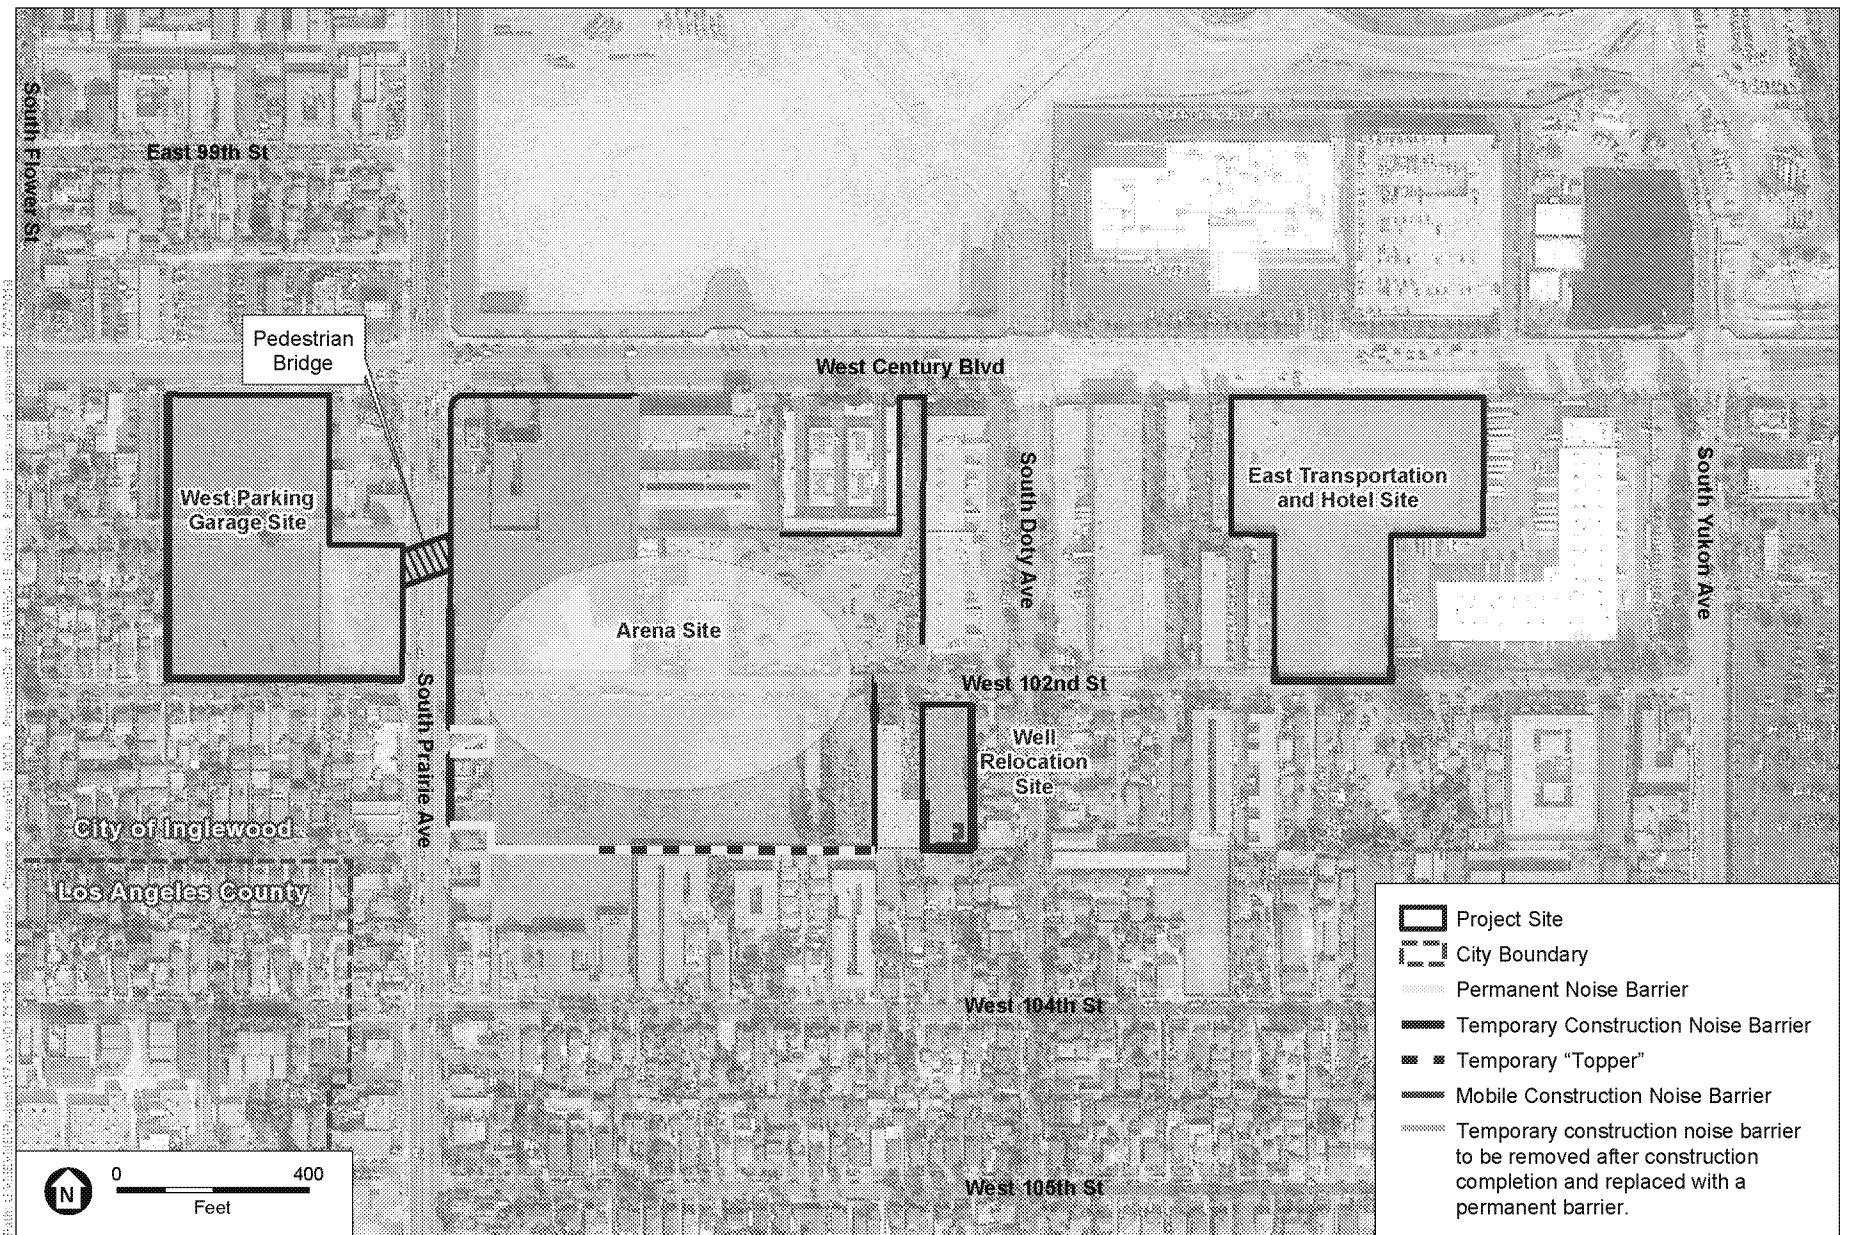 South Flower St
East 99th St
Pedestrian
Bridge
West Century Blvd
West Parking
Garage Site
South Doty Ave
East Transportation
and Hotel Site
South Yukon Ave
Arena Site
West 102nd St
South Prairie Ave
Well
Relocation
Site
City of Inglewood
Los Angeles County
West 104th St
West 105th St
Project Site
City Boundary
Permanent Noise Barrier
Temporary Construction Noise Barrier
Temporary “Topper”
Mobile Construction Noise Barrier
Temporary construction noise barrier
to be removed after construction
completion and replaced with a
permanent barrier.
N
0 400
Feet